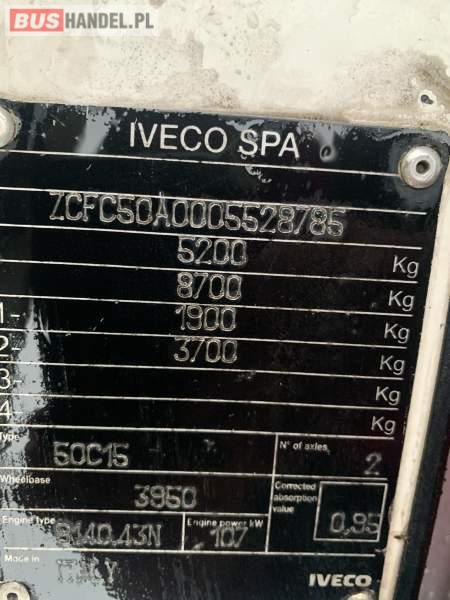 BUSHANDEL.PL
IVECO SPA
ZCFC50A0005528785
5200 Kg
8700 Kg
1- 1900 Kg
2- 3700 Kg
3- Kg
4- Kg
Type 50C15 N° of axles 2
Wheelbase 3950 Corrected absorption value 0,95
Engine Type 8140.43N Engine power kW 107
Made in ITALY IVECO